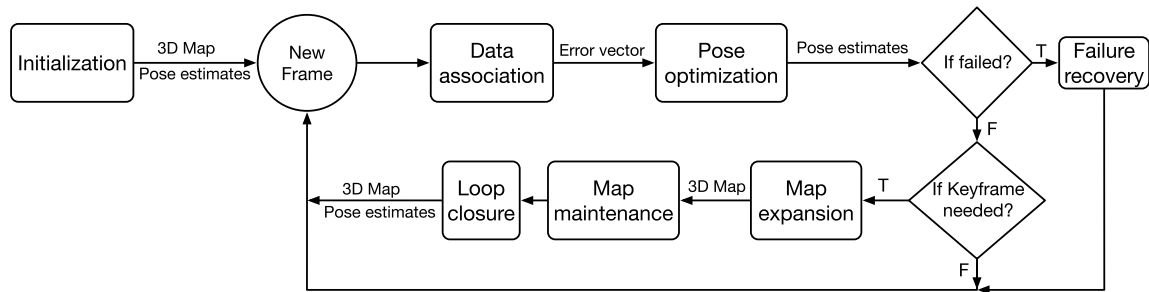 Initialization
3D Map
Pose estimates
New
Frame
Data
association
Error vector
Pose
optimization
Pose estimates
If failed?
T
Failure
recovery
F
If Keyframe
needed?
T
Map
expansion
3D Map
Map
maintenance
Loop
closure
3D Map
Pose estimates
F